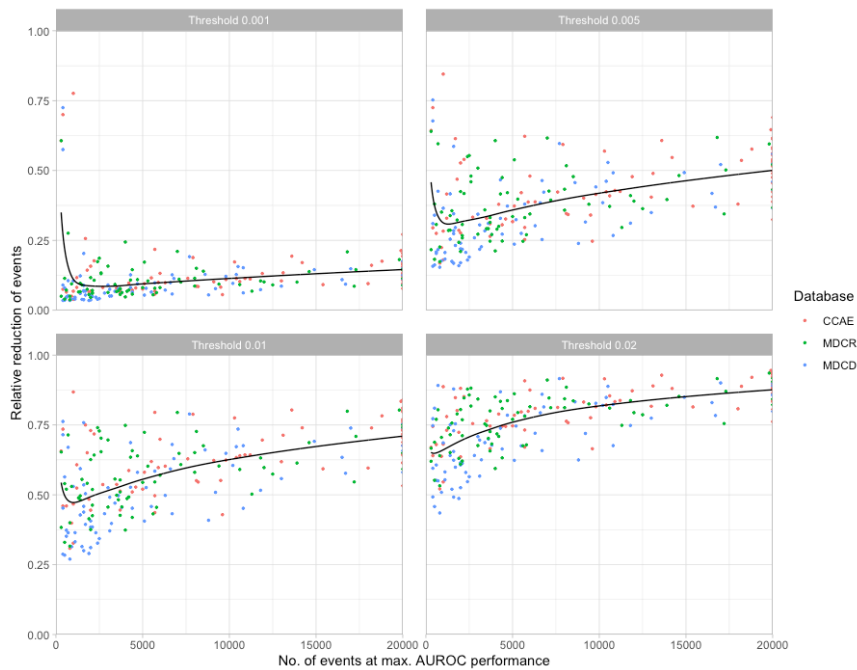 Threshold 0.001
Threshold 0.005
1.00
0.75
0.50
0.25
0.00
Relative reduction of events
Threshold 0.01
Threshold 0.02
1.00
0.75
0.50
0.25
0.00
0 5000 10000 15000 20000
0 5000 10000 15000 20000
No. of events at max. AUROC performance
Database
CCAE
MDCR
MDCD